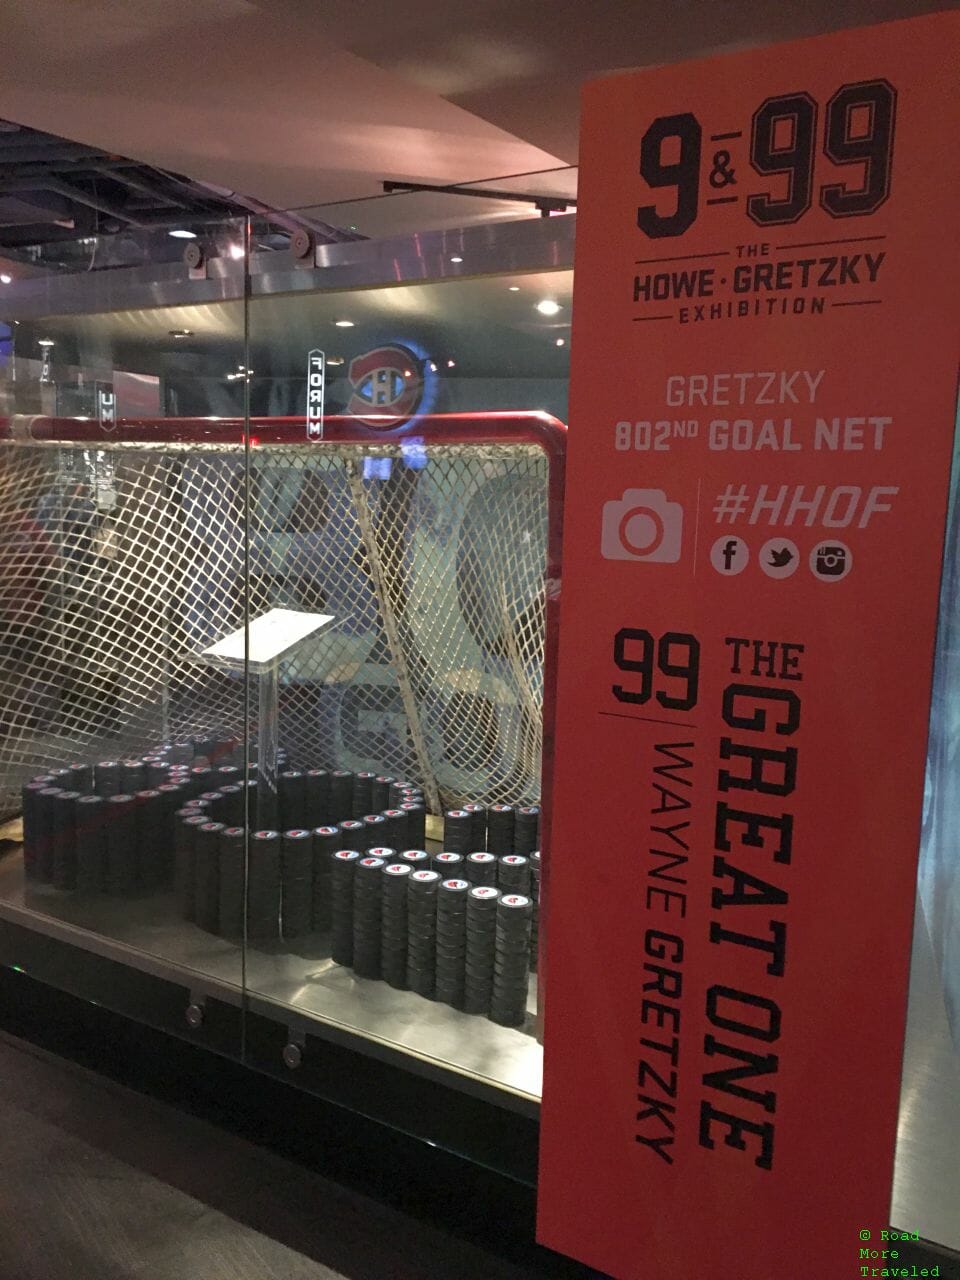 9 & 99
THE
HOWE · GRETZKY
EXHIBITION
GRETZKY
802ND GOAL NET
#HHOF
99 THE GREAT ONE
WAYNE GRETZKY
FORUM
UM
© Road
More
Traveled